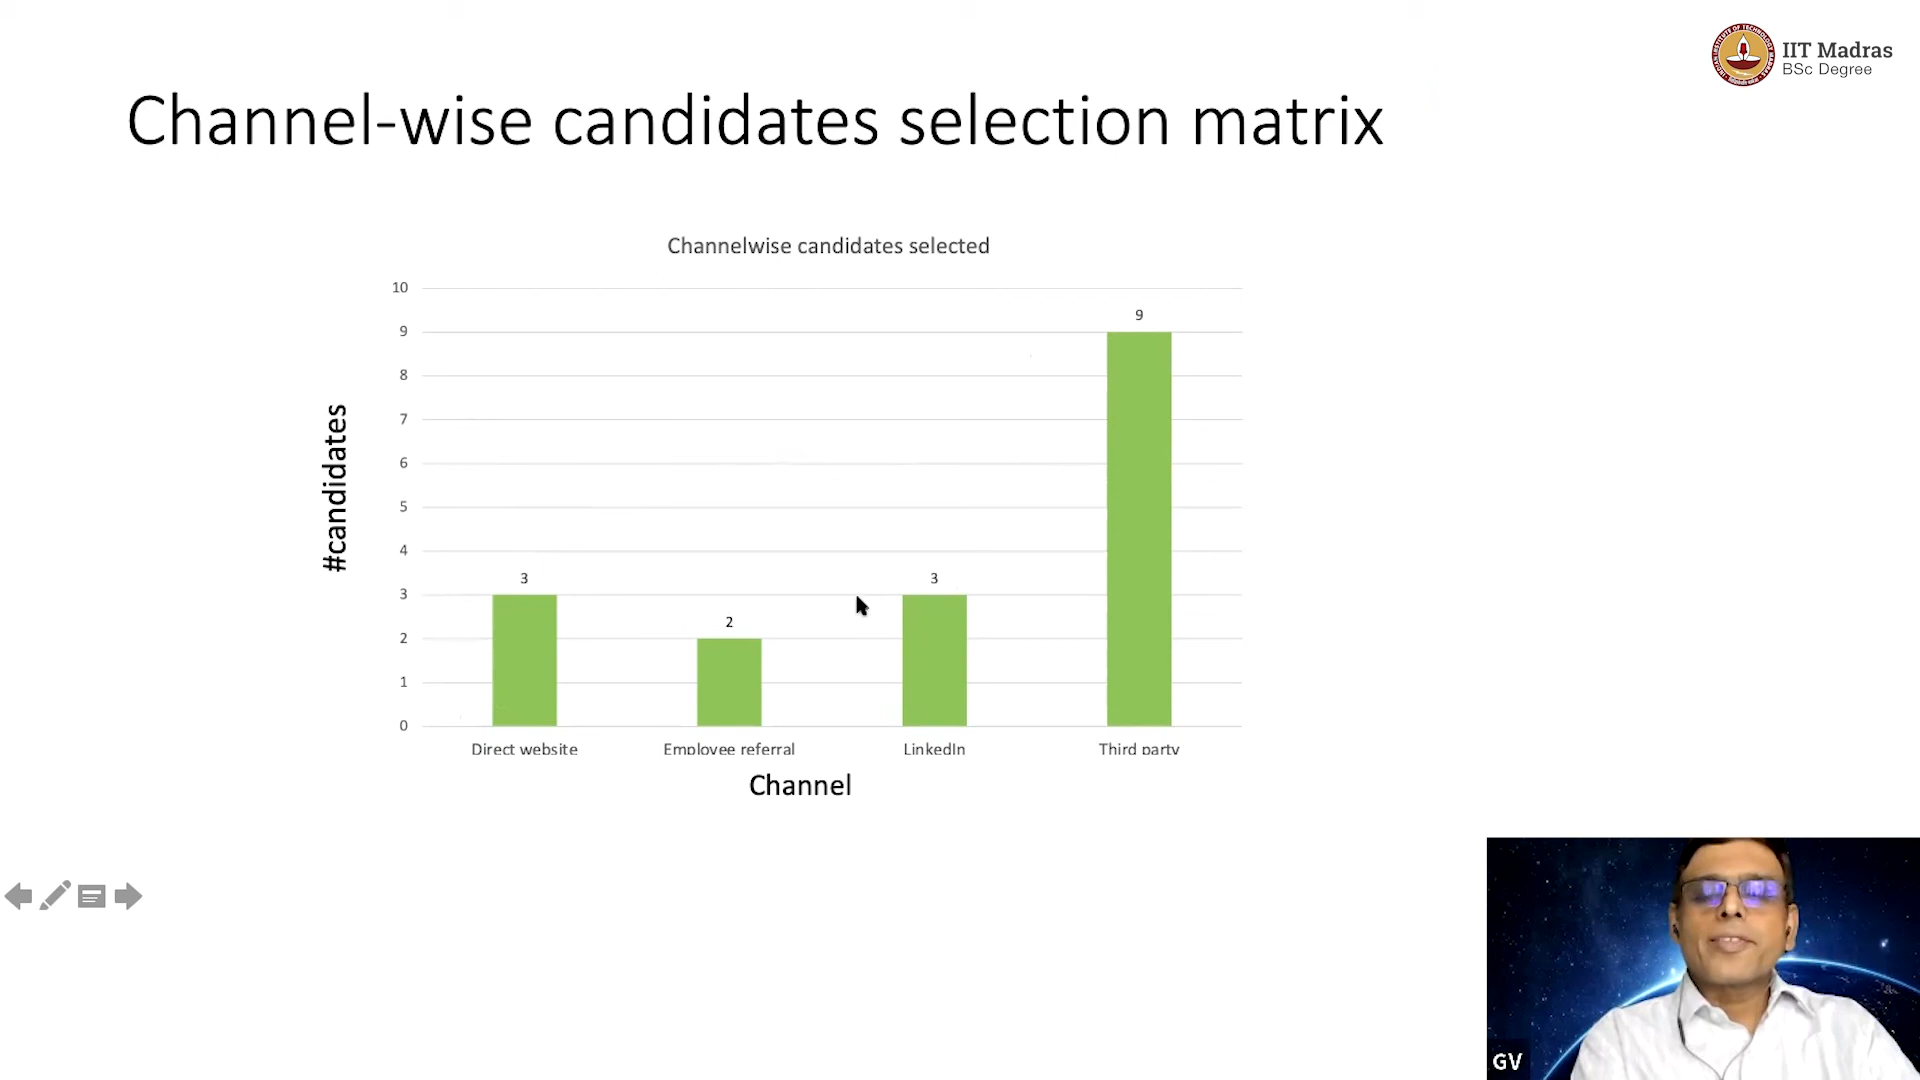 IIT Madras
BSc Degree
Channel-wise candidates selection matrix
Channelwise candidates selected
10
9
8
7
6
5
4
3
2
1
0
#candidates
3
2
3
9
Direct website
Employee referral
LinkedIn
Third party
Channel
GV